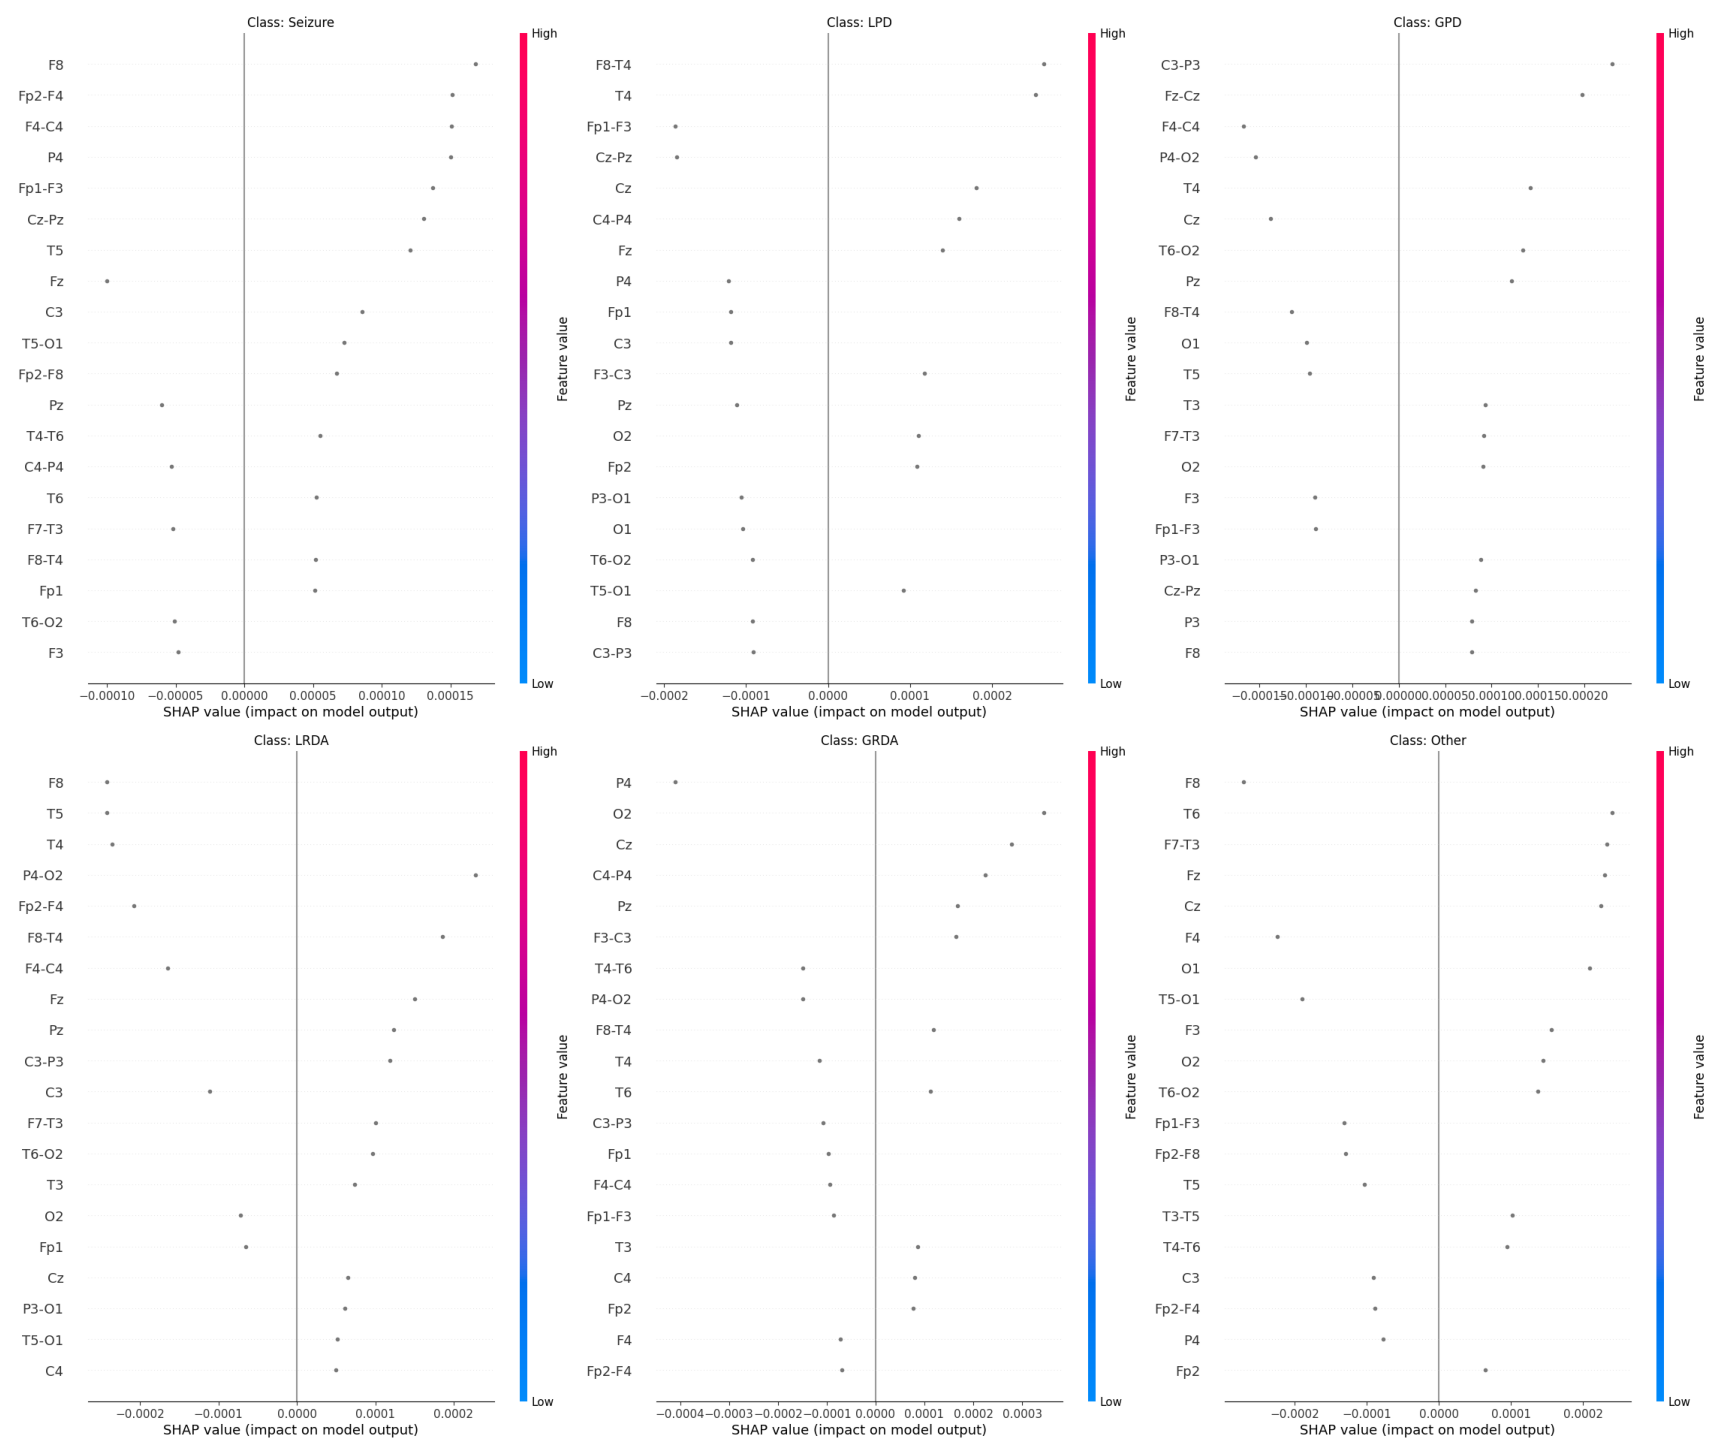 Class: Seizure
High
F8
Fp2-F4
F4-C4
P4
Fp1-F3
Cz-Pz
T5
Fz
C3
T5-O1
Fp2-F8
Pz
T4-T6
C4-P4
T6
F7-T3
F8-T4
Fp1
T6-O2
F3
Low
Feature value
−0.00010 −0.00005 0.00000 0.00005 0.00010 0.00015
SHAP value (impact on model output)
Class: LPD
High
F8-T4
T4
Fp1-F3
Cz-Pz
Cz
C4-P4
Fz
P4
Fp1
C3
F3-C3
Pz
O2
Fp2
P3-O1
O1
T6-O2
T5-O1
F8
C3-P3
Low
Feature value
−0.0002 −0.0001 0.0000 0.0001 0.0002
SHAP value (impact on model output)
Class: GPD
High
C3-P3
Fz-Cz
F4-C4
P4-O2
T4
Cz
T6-O2
Pz
F8-T4
O1
T5
T3
F7-T3
O2
F3
Fp1-F3
P3-O1
Cz-Pz
P3
F8
Low
Feature value
−0.00015 −0.00010 −0.00005 0.00000 0.00005 0.00010 0.00015 0.00020
SHAP value (impact on model output)
Class: LRDA
High
F8
T5
T4
P4-O2
Fp2-F4
F8-T4
F4-C4
Fz
Pz
C3-P3
C3
F7-T3
T6-O2
T3
O2
Fp1
Cz
P3-O1
T5-O1
C4
Low
Feature value
−0.0002 −0.0001 0.0000 0.0001 0.0002
SHAP value (impact on model output)
Class: GRDA
High
P4
O2
Cz
C4-P4
Pz
F3-C3
T4-T6
P4-O2
F8-T4
T4
T6
C3-P3
Fp1
F4-C4
Fp1-F3
T3
C4
Fp2
F4
Fp2-F4
Low
Feature value
−0.0004 −0.0003 −0.0002 −0.0001 0.0000 0.0001 0.0002 0.0003
SHAP value (impact on model output)
Class: Other
High
F8
T6
F7-T3
Fz
Cz
F4
O1
T5-O1
F3
O2
T6-O2
Fp1-F3
Fp2-F8
T5
T3-T5
T4-T6
C3
Fp2-F4
P4
Fp2
Low
Feature value
−0.0002 −0.0001 0.0000 0.0001 0.0002
SHAP value (impact on model output)